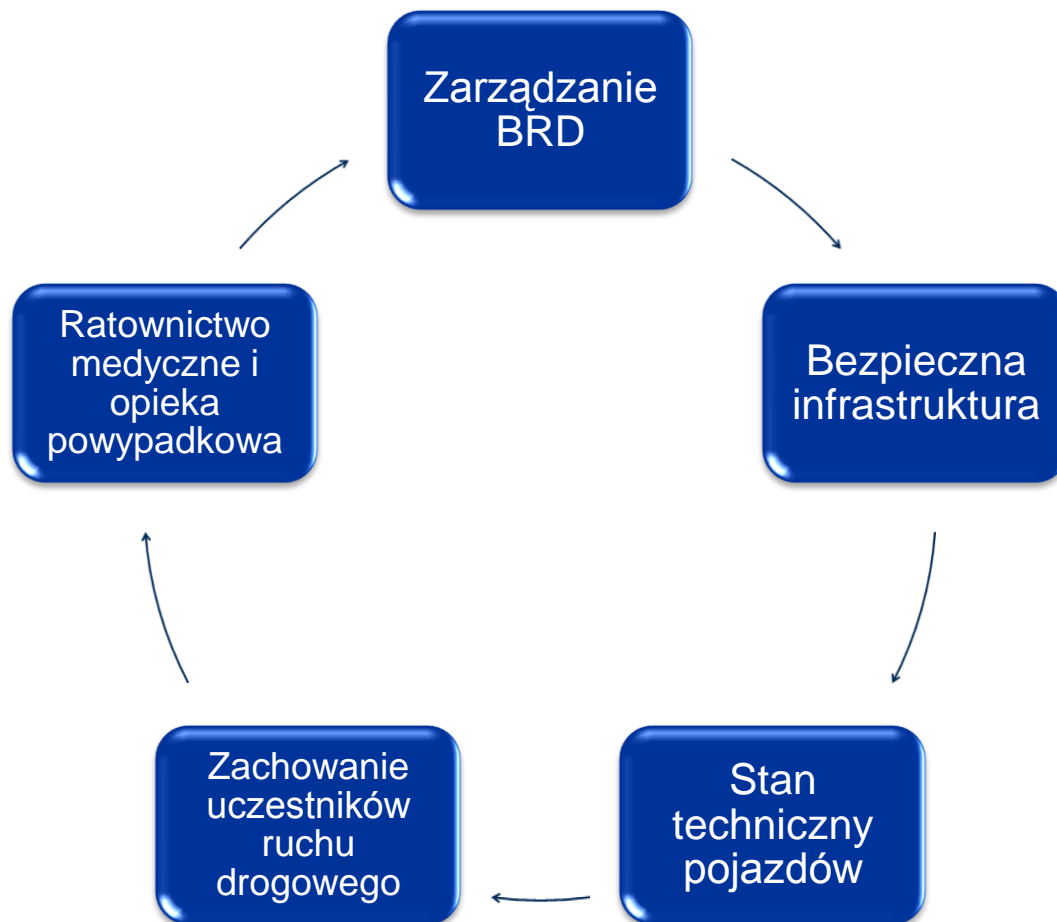 Zarządzanie
BRD
Bezpieczna
infrastruktura
Stan
techniczny
pojazdów
Zachowanie
uczestników
ruchu
drogowego
Ratownictwo
medyczne i
opieka
powypadkowa